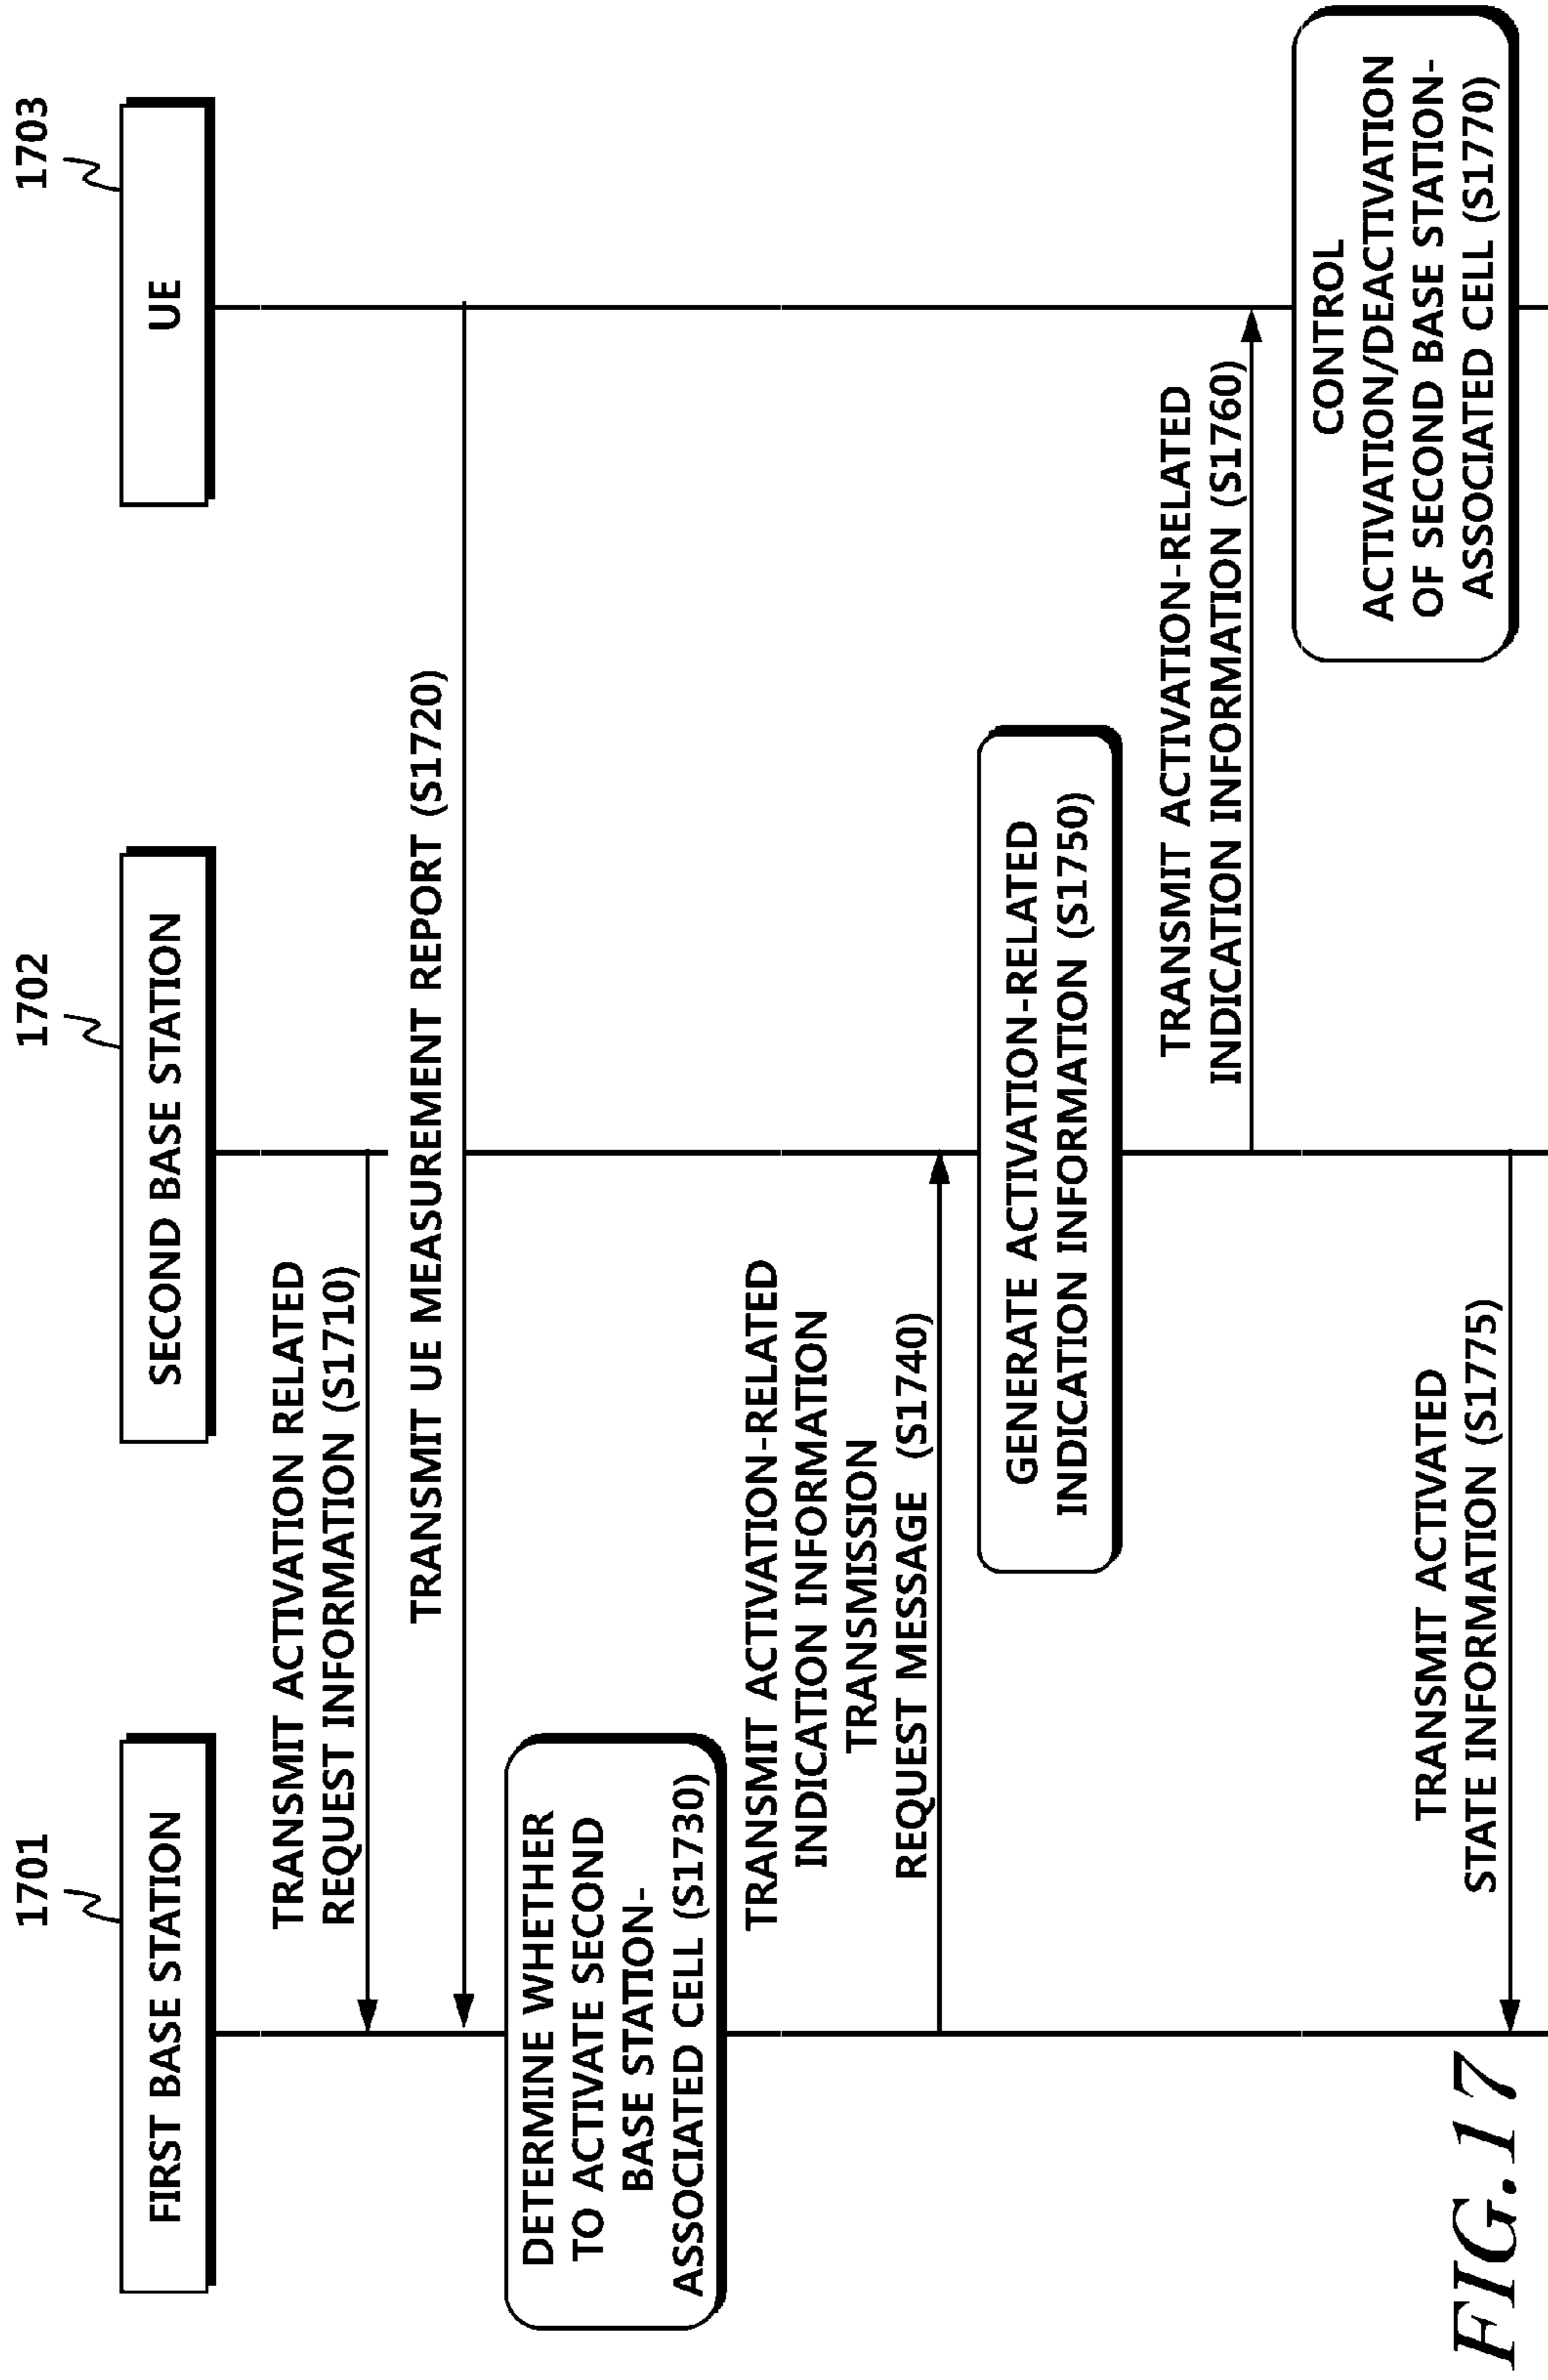 1701
1702
1703
FIRST BASE STATION
SECOND BASE STATION
UE
TRANSMIT ACTIVATION RELATED
REQUEST INFORMATION (S1710)
TRANSMIT UE MEASUREMENT REPORT (S1720)
DETERMINE WHETHER
TO ACTIVATE SECOND
BASE STATION-
ASSOCIATED CELL (S1730)
TRANSMIT ACTIVATION-RELATED
INDICATION INFORMATION
TRANSMISSION
REQUEST MESSAGE (S1740)
GENERATE ACTIVATION-RELATED
INDICATION INFORMATION (S1750)
TRANSMIT ACTIVATION-RELATED
INDICATION INFORMATION (S1760)
CONTROL
ACTIVATION/DEACTIVATION
OF SECOND BASE STATION-
ASSOCIATED CELL (S1770)
TRANSMIT ACTIVATED
STATE INFORMATION (S1775)
FIG.17